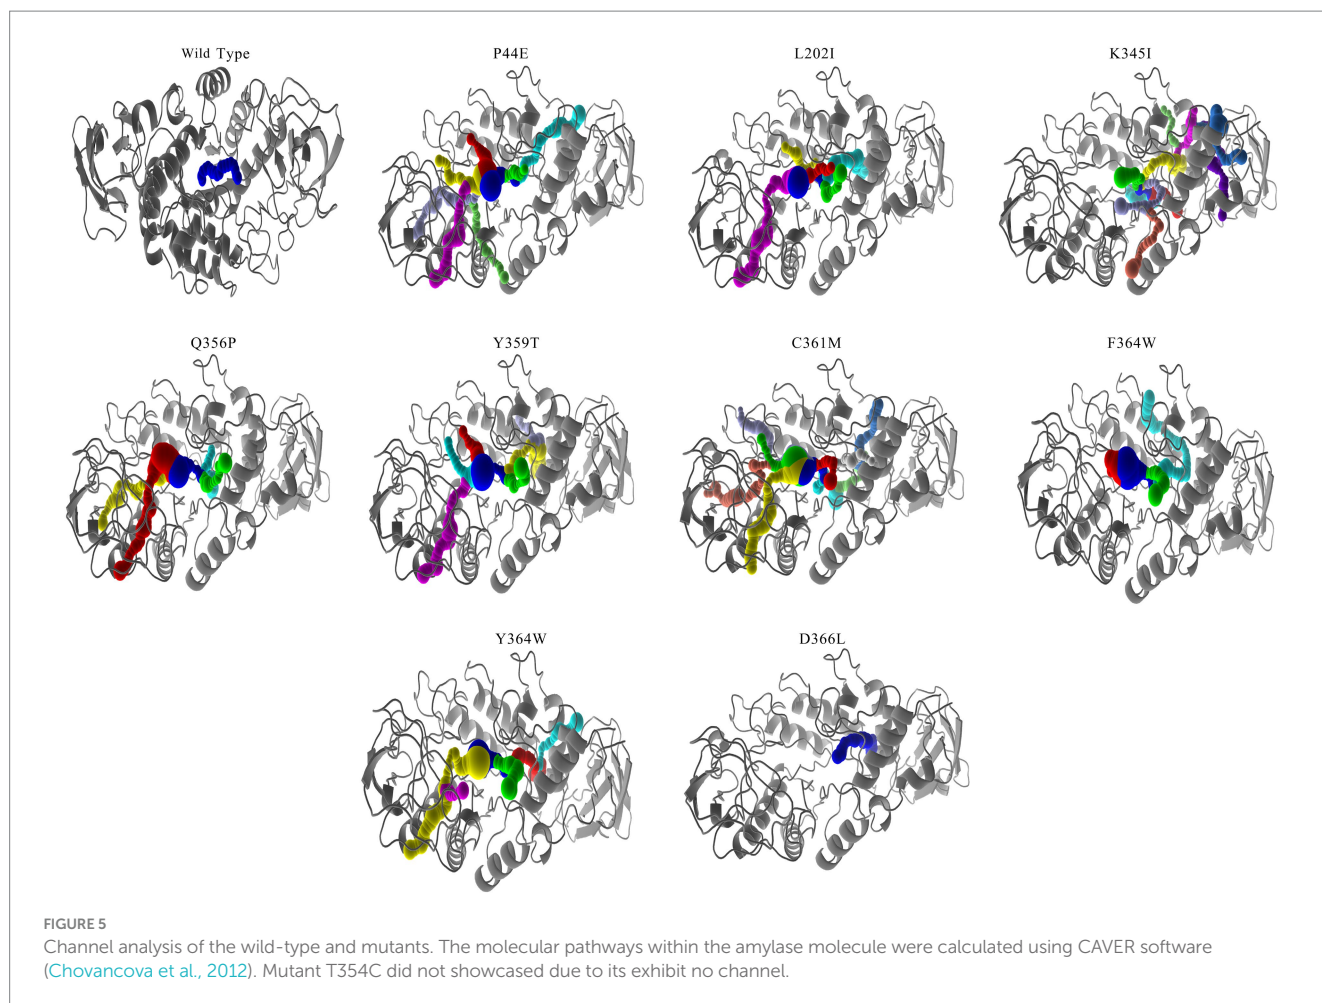 Wild Type
P44E
L202I
K345I
Q356P
Y359T
C361M
F364W
Y364W
D366L
FIGURE 5
Channel analysis of the wild-type and mutants. The molecular pathways within the amylase molecule were calculated using CAVER software
(Chovancova et al., 2012). Mutant T354C did not showcased due to its exhibit no channel.